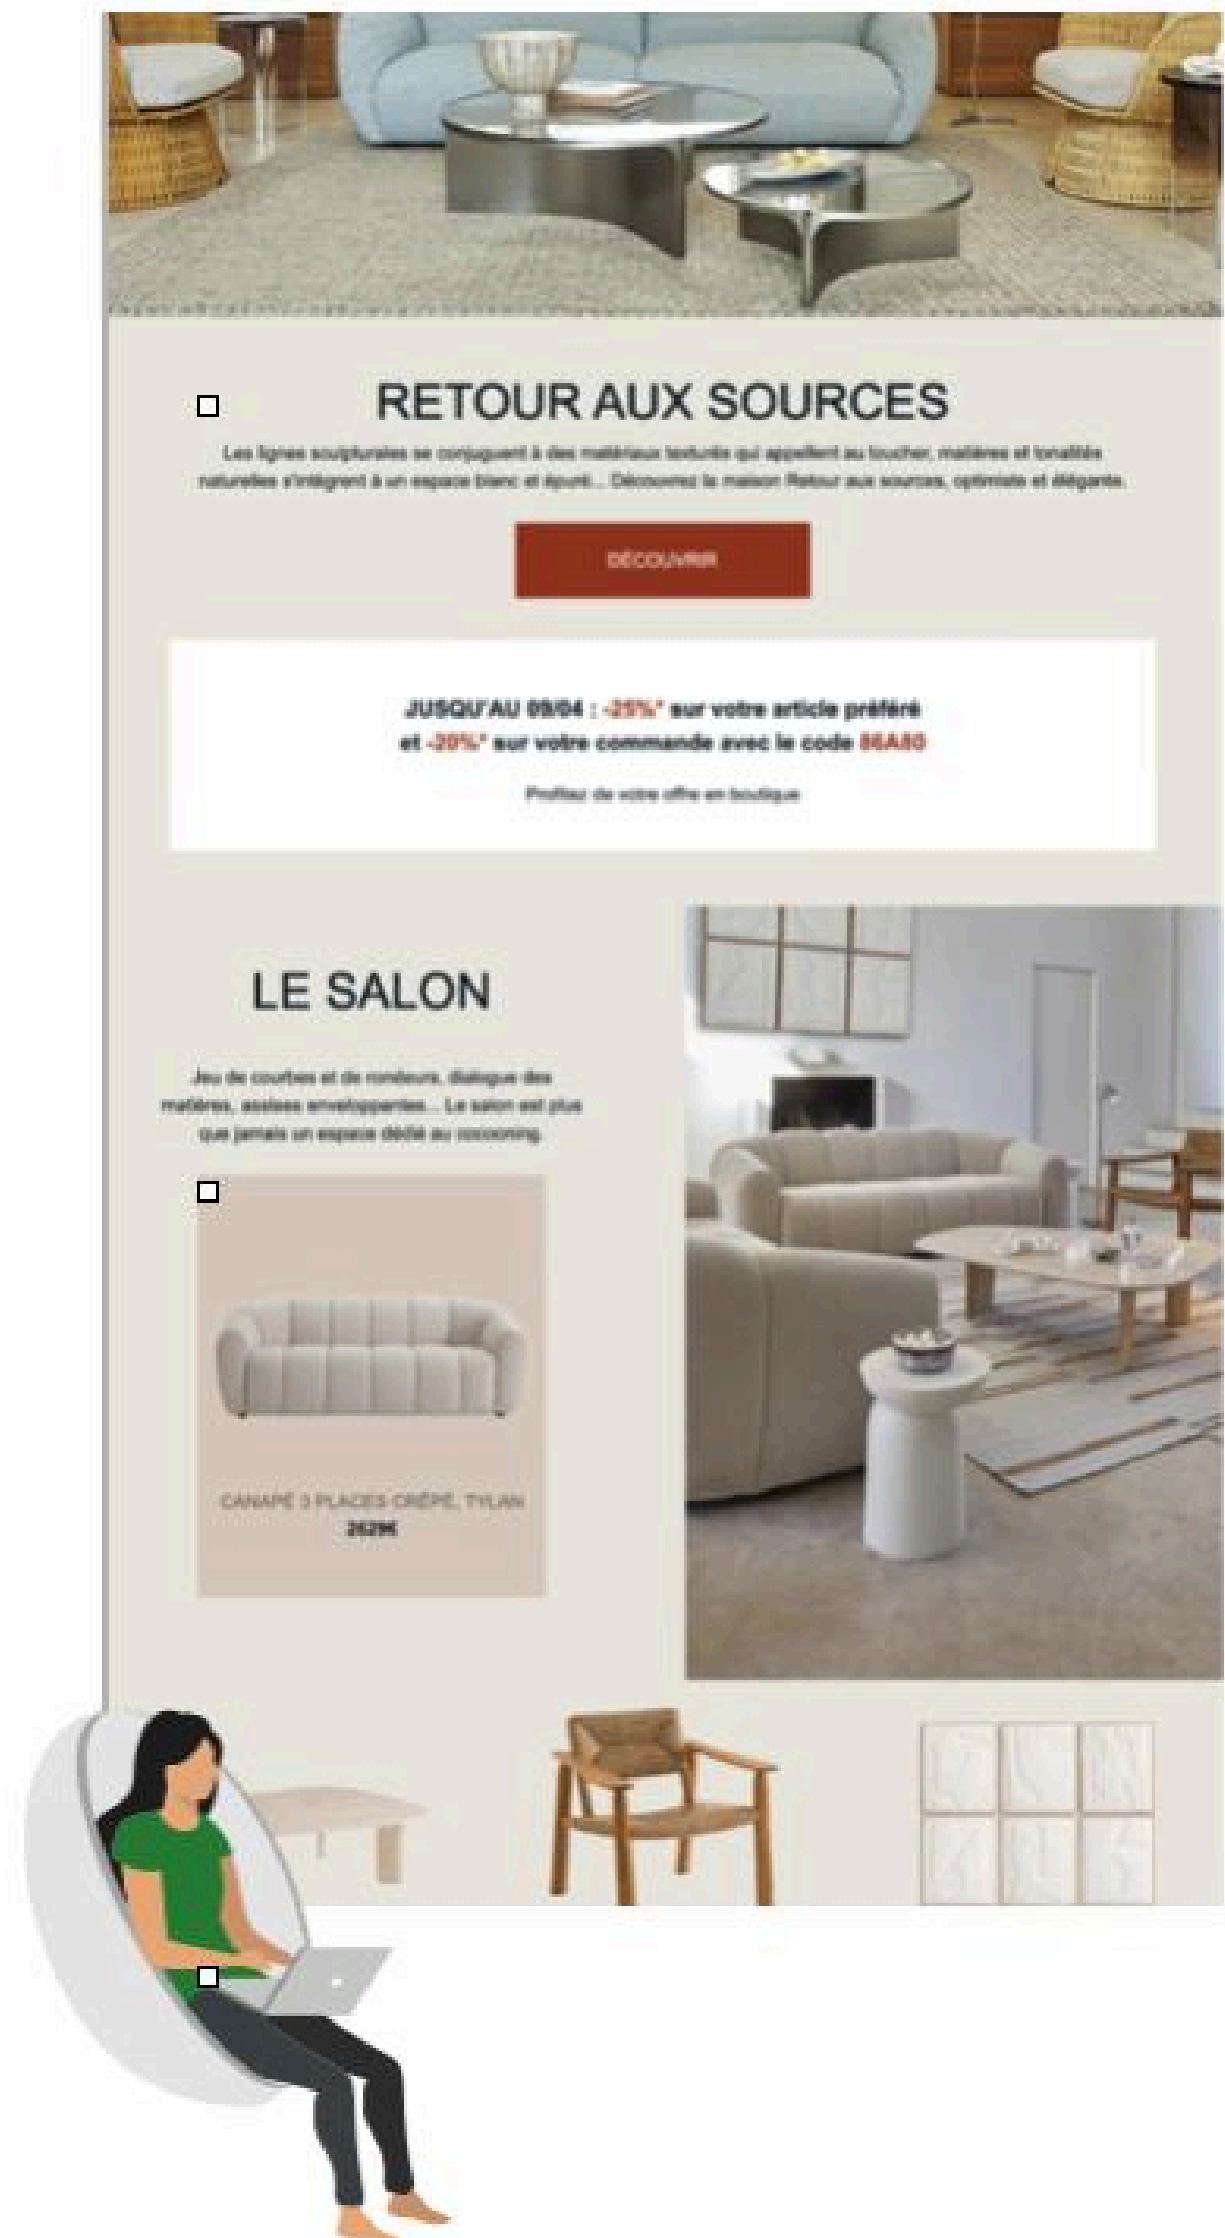 RETOUR AUX SOURCES
Les lignes sculpturales se conjuguent à des matériaux texturés qui appellent au toucher, matières et tonalités
naturelles s'intègrent à un espace blanc et épuré... Découvrez la maison Retour aux sources, optimiste et élégante.
DÉCOUVRIR
JUSQU'AU 09/04 : -25%* sur votre article préféré
et -20%* sur votre commande avec le code 86A80
Profitez de votre offre en boutique
LE SALON
Jeu de courbes et de rondeurs, dialogue des
matières, assises enveloppantes... Le salon est plus
que jamais un espace dédié au cocooning.
CANAPÉ 3 PLACES CRÊPE, TYLAN
2629€